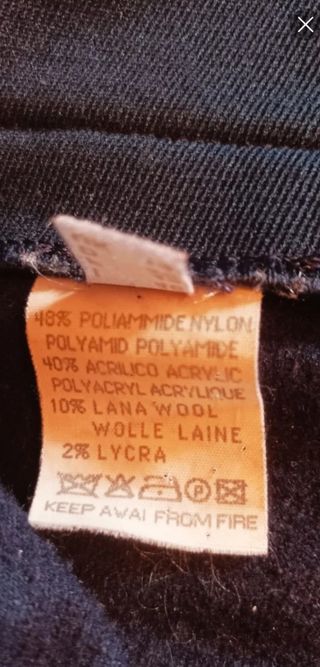 48% POLIAMMIDE NYLON
POLYAMID POLYAMIDE
40% ACRILICO ACRYLIC
POLYACRYL ACRYLIQUE
10% LANA WOOL
WOLLE LAINE
2% LYCRA
P
KEEP AWAI FROM FIRE